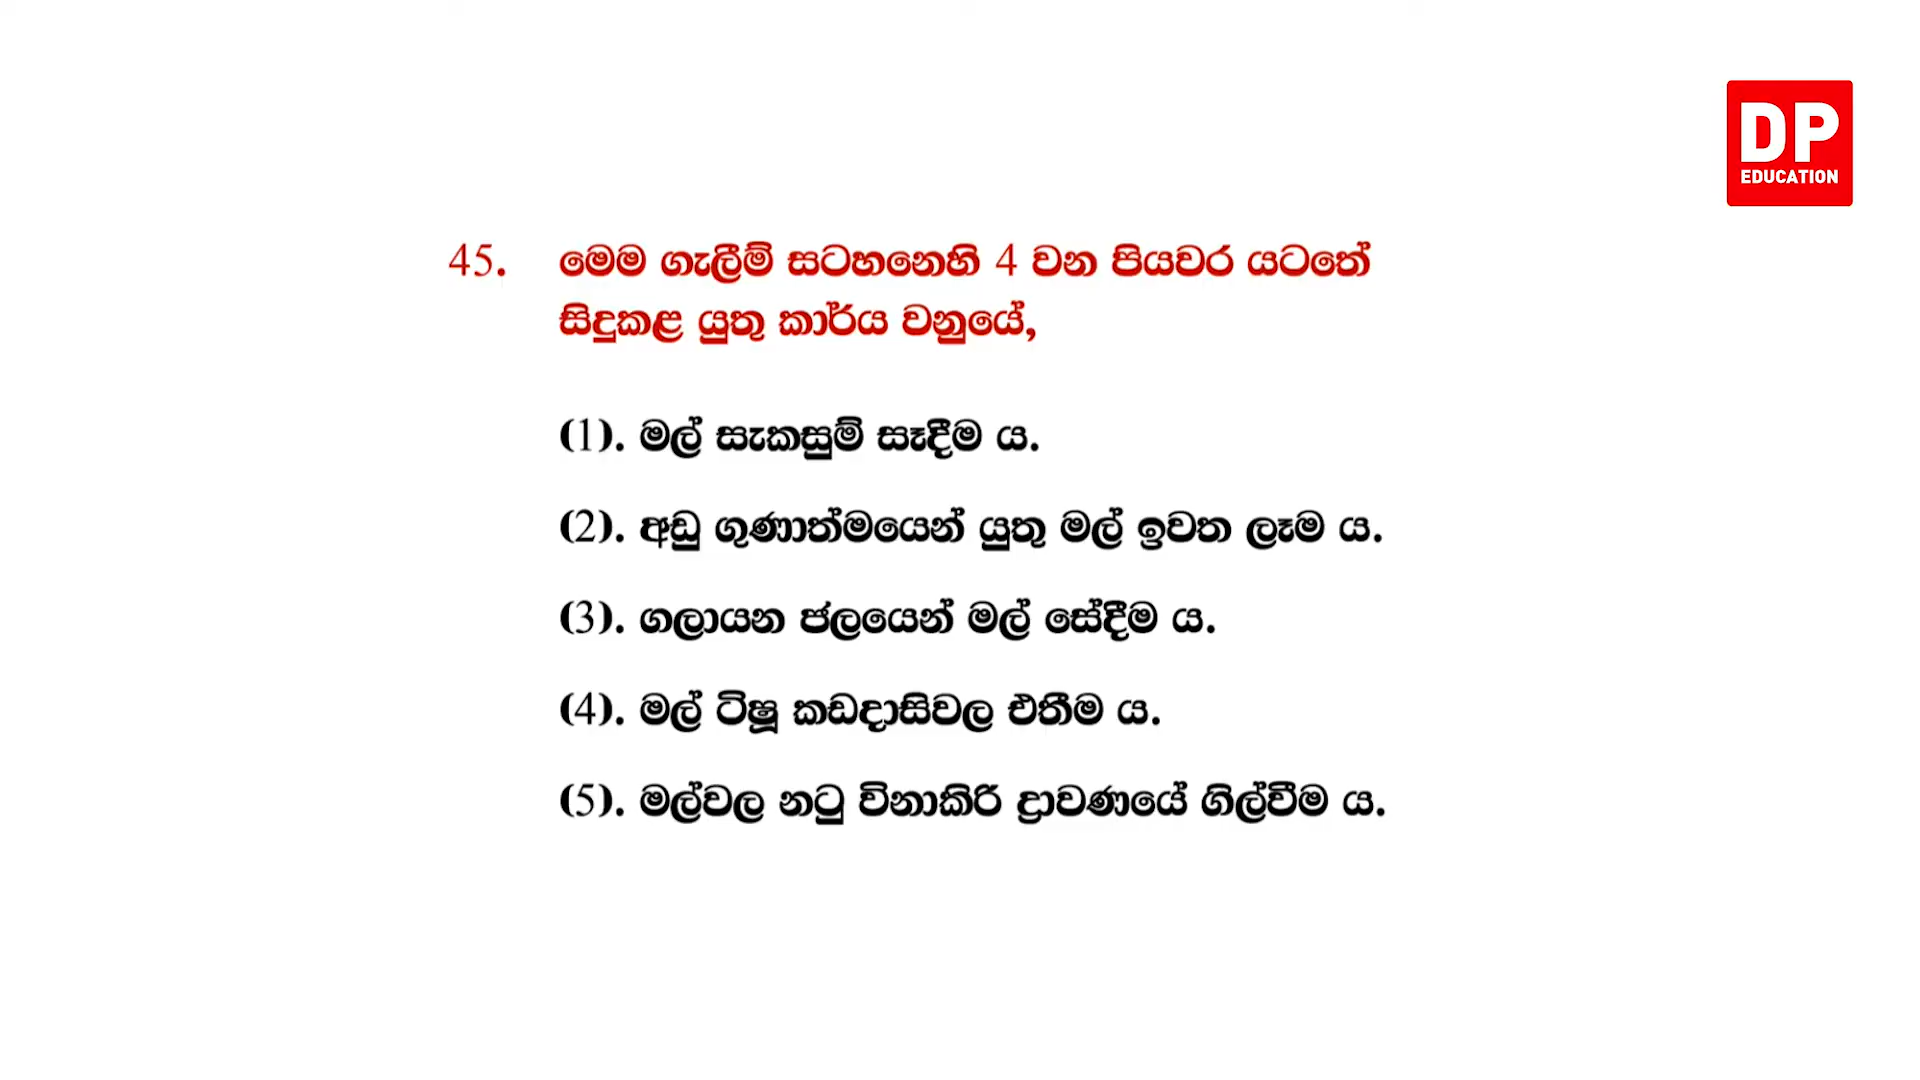 DP
EDUCATION
45. මෙම ගැලීම් සටහනෙහි 4 වන පියවර යටතේ
සිදුකළ යුතු කාර්ය වනුයේ,
(1). මල් සැකසුම් සෑදීම ය.
(2). අඩු ගුණාත්මයෙන් යුතු මල් ඉවත ලෑම ය.
(3). ගලායන ජලයෙන් මල් සේදීම ය.
(4). මල් ටිෂූ කඩදාසිවල එතීම ය.
(5). මල්වල නටු විනාකිරි ද්‍රාවණයේ ගිල්වීම ය.